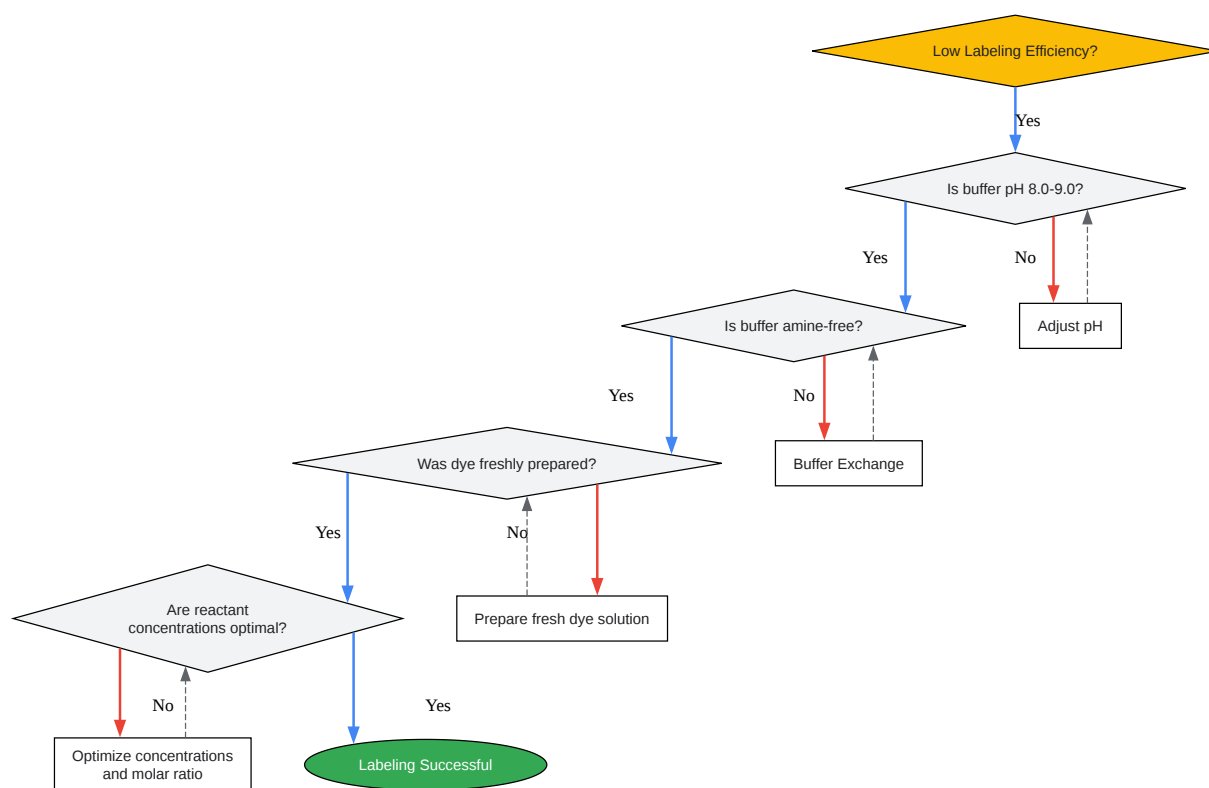 Low Labeling Efficiency?
Yes
Is buffer pH 8.0-9.0?
Yes
No
Is buffer amine-free?
Adjust pH
Yes
No
Was dye freshly prepared?
Buffer Exchange
Yes
No
Are reactant
concentrations optimal?
Prepare fresh dye solution
No
Yes
Optimize concentrations
and molar ratio
Labeling Successful